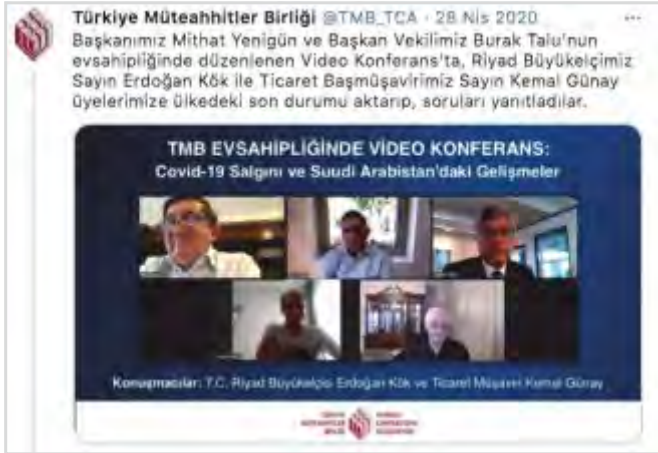 Türkiye Müteahhitler Birliği @TMB_TCA · 28 Nis 2020
Başkanımız Mithat Yenigün ve Başkan Vekilimiz Burak Talu'nun
evsahipliğinde düzenlenen Video Konferans'ta, Riyad Büyükelçimiz
Sayın Erdoğan Kök ile Ticaret Başmüşavirimiz Sayın Kemal Günay
üyelerimize ülkedeki son durumu aktarıp, soruları yanıtladılar.
TMB EVSAHİPLİĞİNDE VİDEO KONFERANS:
Covid-19 Salgını ve Suudi Arabistan'daki Gelişmeler
Konuşmacılar: T.C. Riyad Büyükelçisi Erdoğan Kök ve Ticaret Müşaviri Kemal Günay